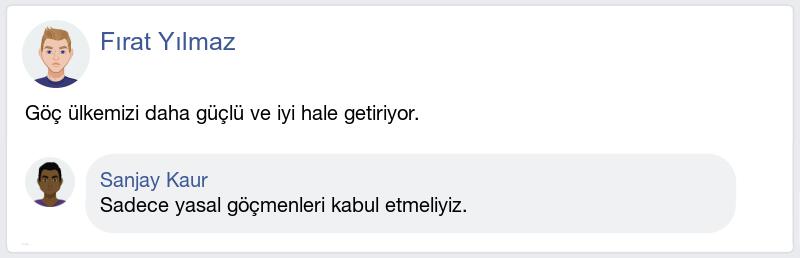 Fırat Yılmaz
Göç ülkemizi daha güçlü ve iyi hale getiriyor.
Sanjay Kaur
Sadece yasal göçmenleri kabul etmeliyiz.